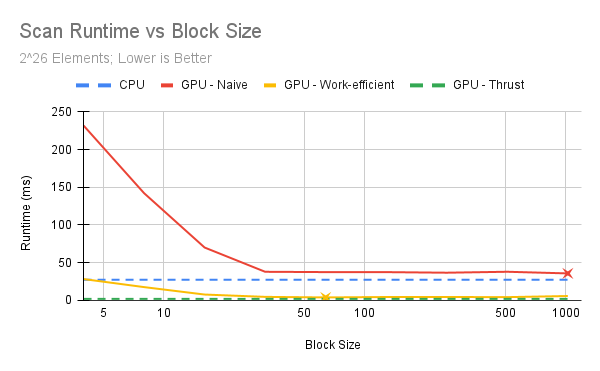 Scan Runtime vs Block Size
2^26 Elements; Lower is Better
CPU GPU - Naive GPU - Work-efficient GPU - Thrust
Runtime (ms)
250
200
150
100
50
0
5 10 50 100 500 1000
Block Size